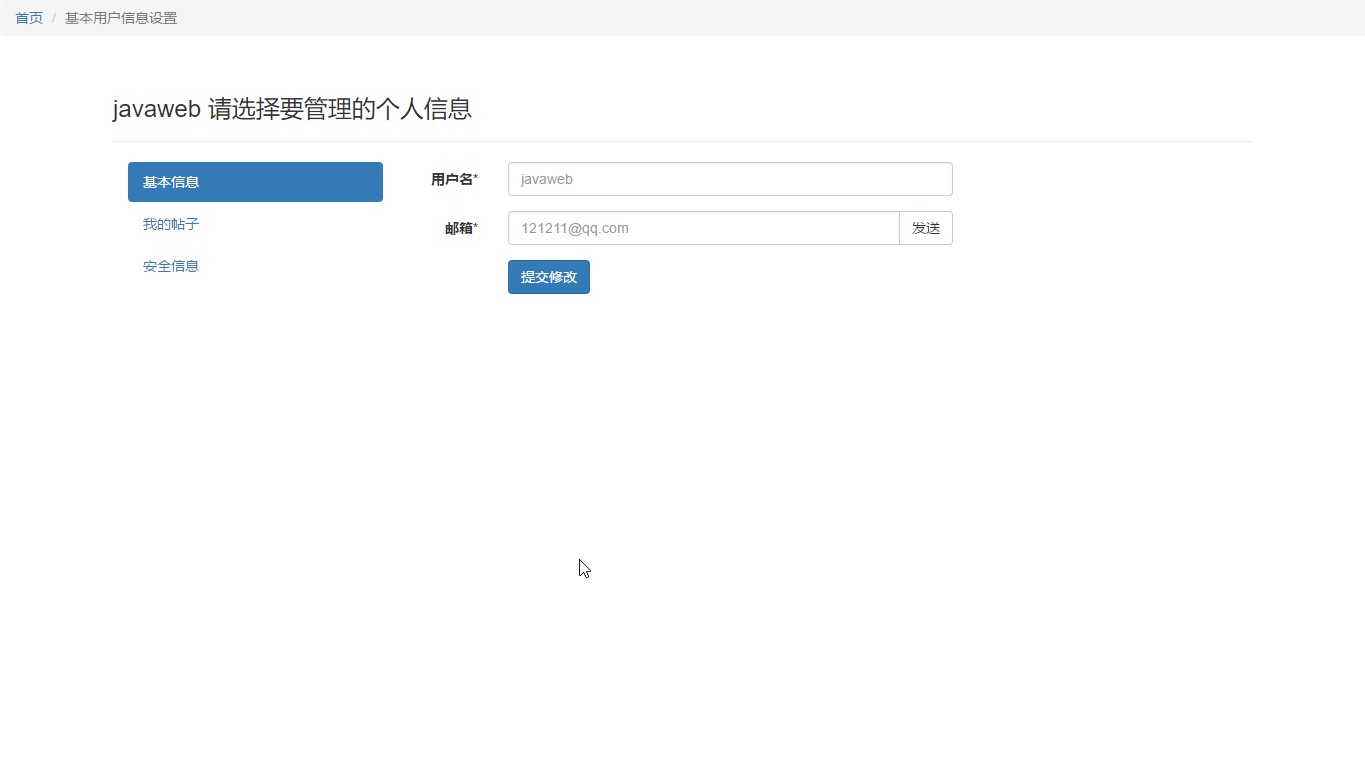 首页 / 基本用户信息设置
javaweb 请选择要管理的个人信息
基本信息
我的帖子
安全信息
用户名* javaweb
邮箱* 121211@qq.com 发送
提交修改